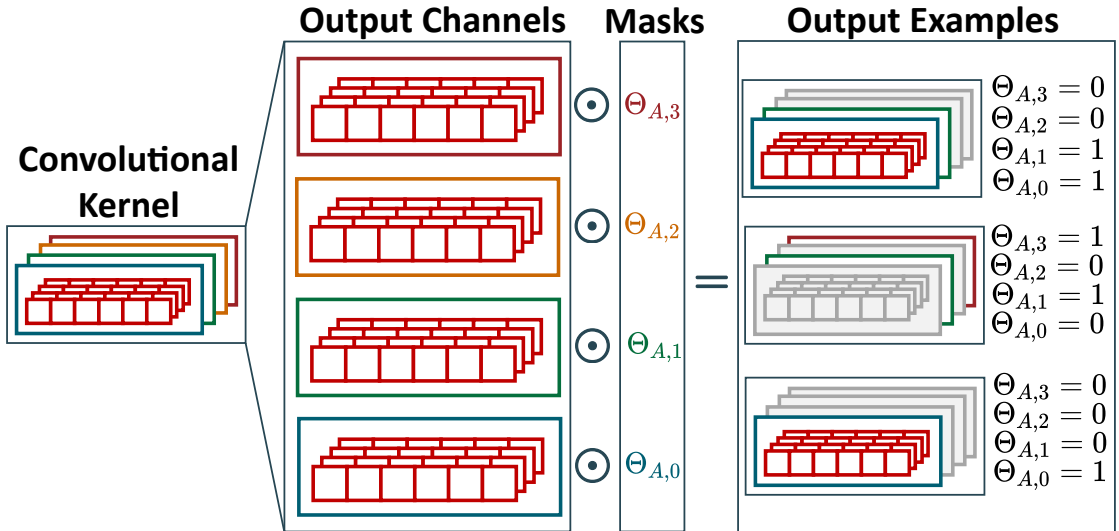 Output Channels
Masks
Output Examples
Convolutional
Kernel
⊙ Θ_{A,3}
⊙ Θ_{A,2}
⊙ Θ_{A,1}
⊙ Θ_{A,0}
=
Θ_{A,3} = 0
Θ_{A,2} = 0
Θ_{A,1} = 1
Θ_{A,0} = 1
Θ_{A,3} = 1
Θ_{A,2} = 0
Θ_{A,1} = 1
Θ_{A,0} = 0
Θ_{A,3} = 0
Θ_{A,2} = 0
Θ_{A,1} = 0
Θ_{A,0} = 1